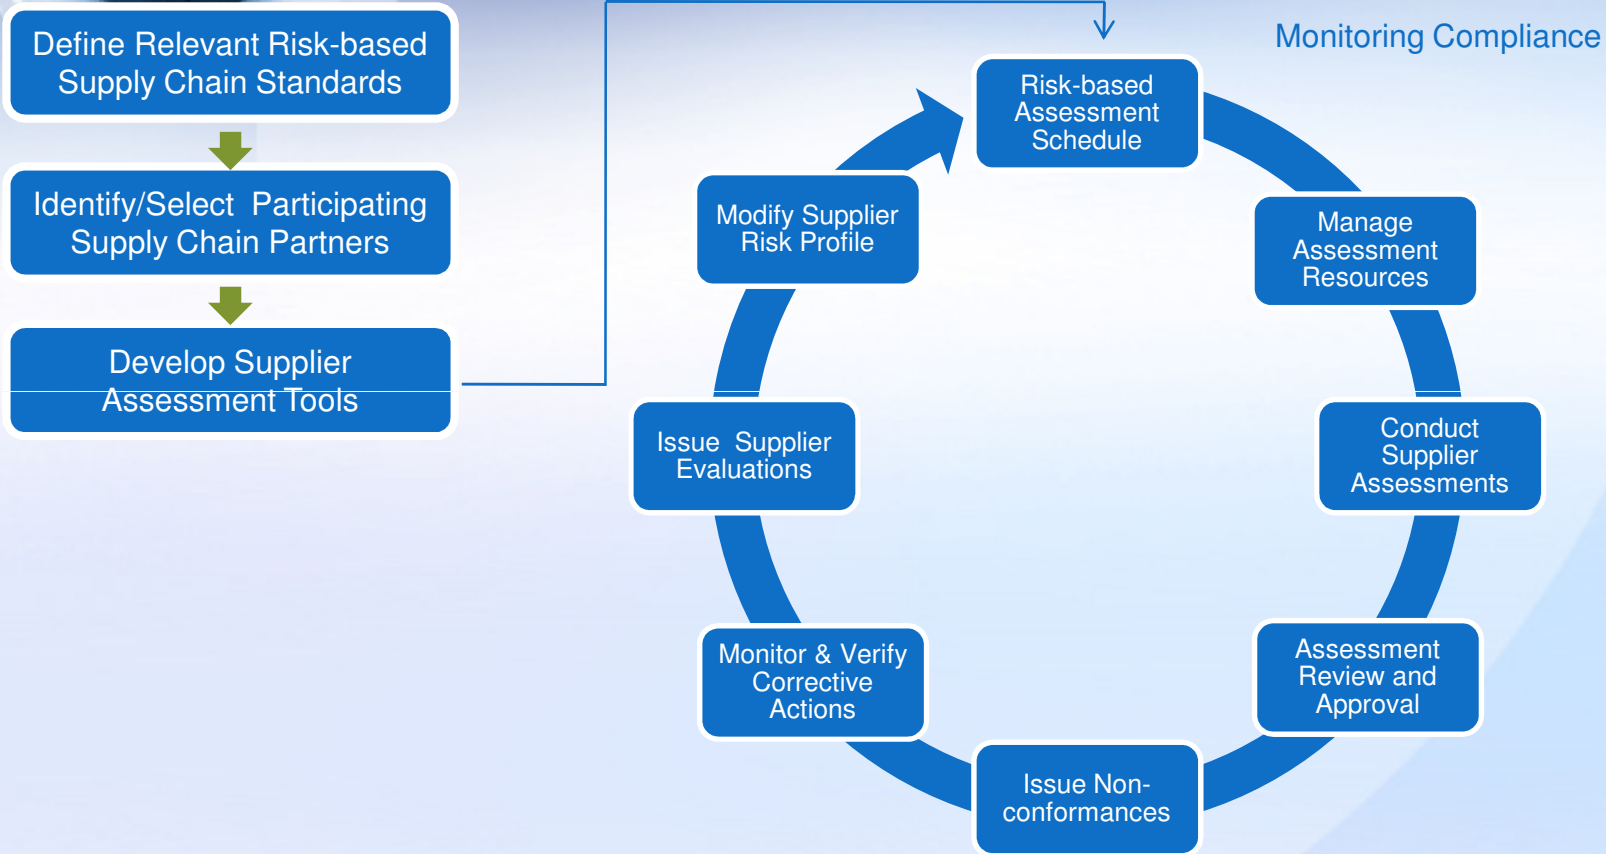 Define Relevant Risk-based
Supply Chain Standards
Identify/Select Participating
Supply Chain Partners
Develop Supplier
Assessment Tools
Monitoring Compliance
Risk-based
Assessment
Schedule
Manage
Assessment
Resources
Conduct
Supplier
Assessments
Assessment
Review and
Approval
Issue Non-
conformances
Monitor & Verify
Corrective
Actions
Issue Supplier
Evaluations
Modify Supplier
Risk Profile